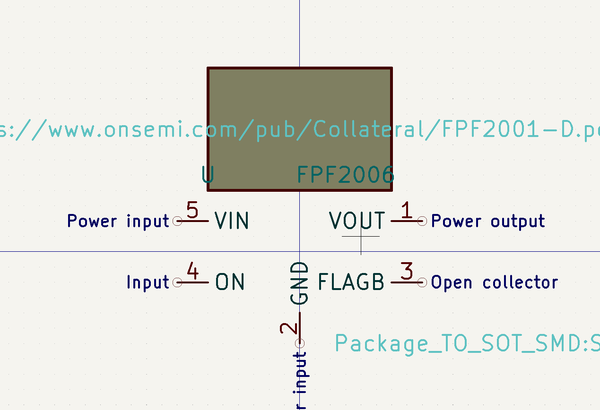 s://www.onsemi.com/pub/Collateral/FPF2001-D.p
U FPF2006
Power input 5 VIN VOUT 1 Power output
Input 4 ON GND FLAGB 3 Open collector
2
Package_TO_SOT_SMD:S
r input